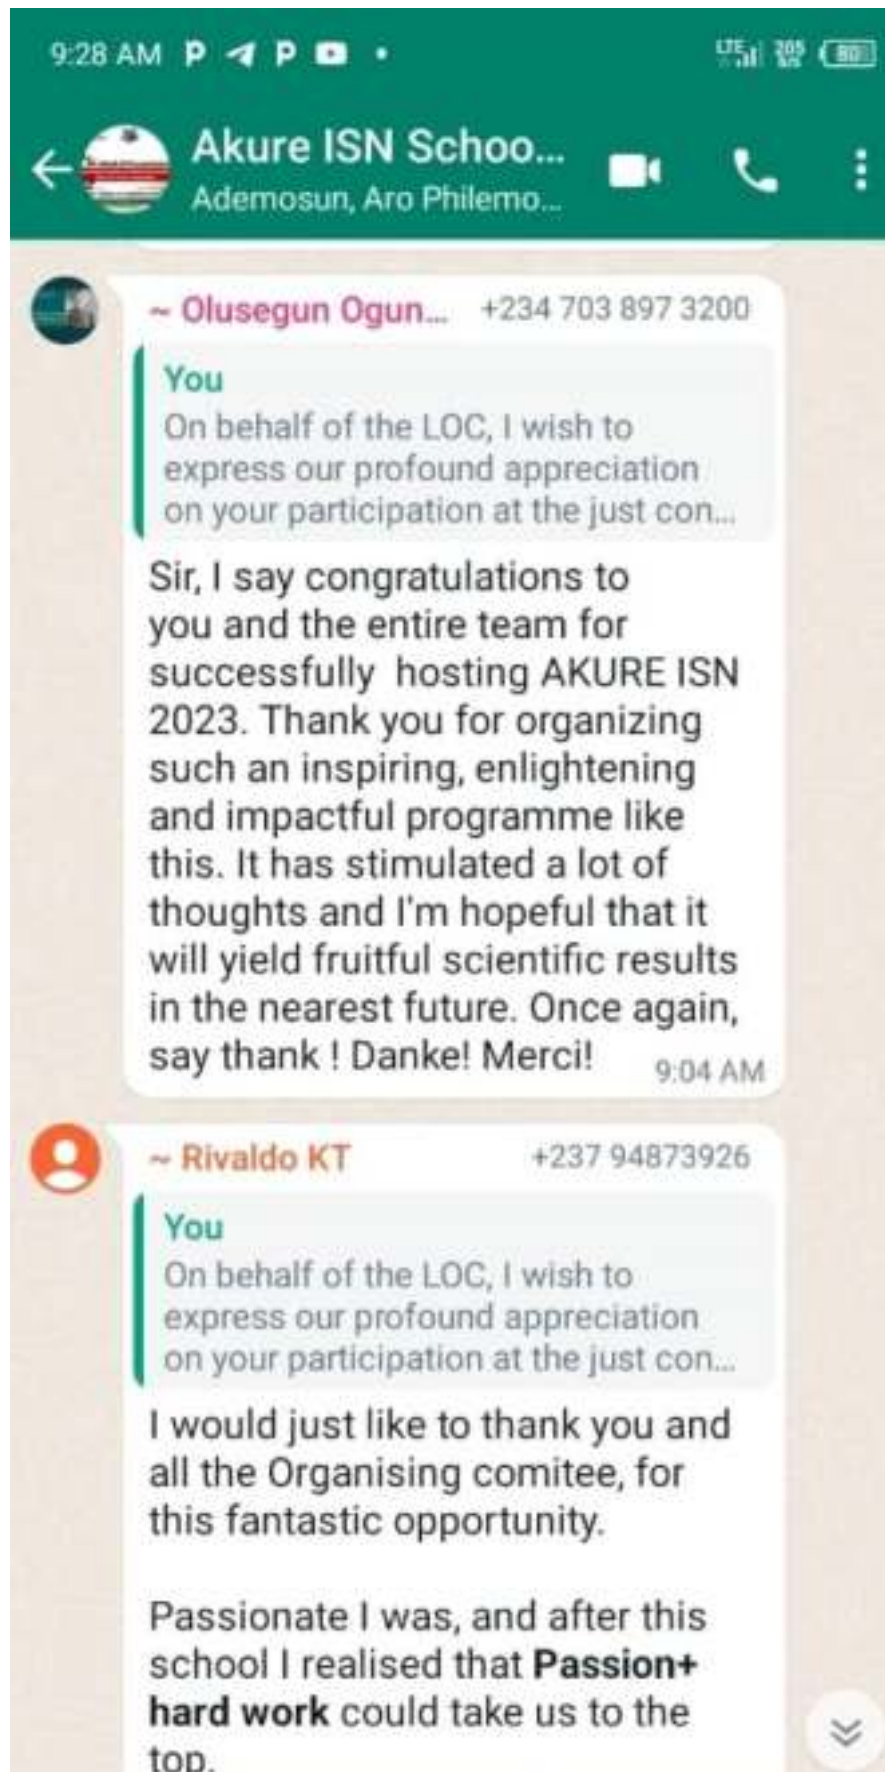 9:28 AM
80
Akure ISN Schoo...
Ademosun, Aro Philemo...
~ Olusegun Ogun... +234 703 897 3200
You
On behalf of the LOC, I wish to
express our profound appreciation
on your participation at the just con...
Sir, I say congratulations to
you and the entire team for
successfully hosting AKURE ISN
2023. Thank you for organizing
such an inspiring, enlightening
and impactful programme like
this. It has stimulated a lot of
thoughts and I'm hopeful that it
will yield fruitful scientific results
in the nearest future. Once again,
say thank ! Danke! Merci!
9:04 AM
~ Rivaldo KT +237 94873926
You
On behalf of the LOC, I wish to
express our profound appreciation
on your participation at the just con...
I would just like to thank you and
all the Organising comitee, for
this fantastic opportunity.
Passionate I was, and after this
school I realised that Passion+
hard work could take us to the
top.